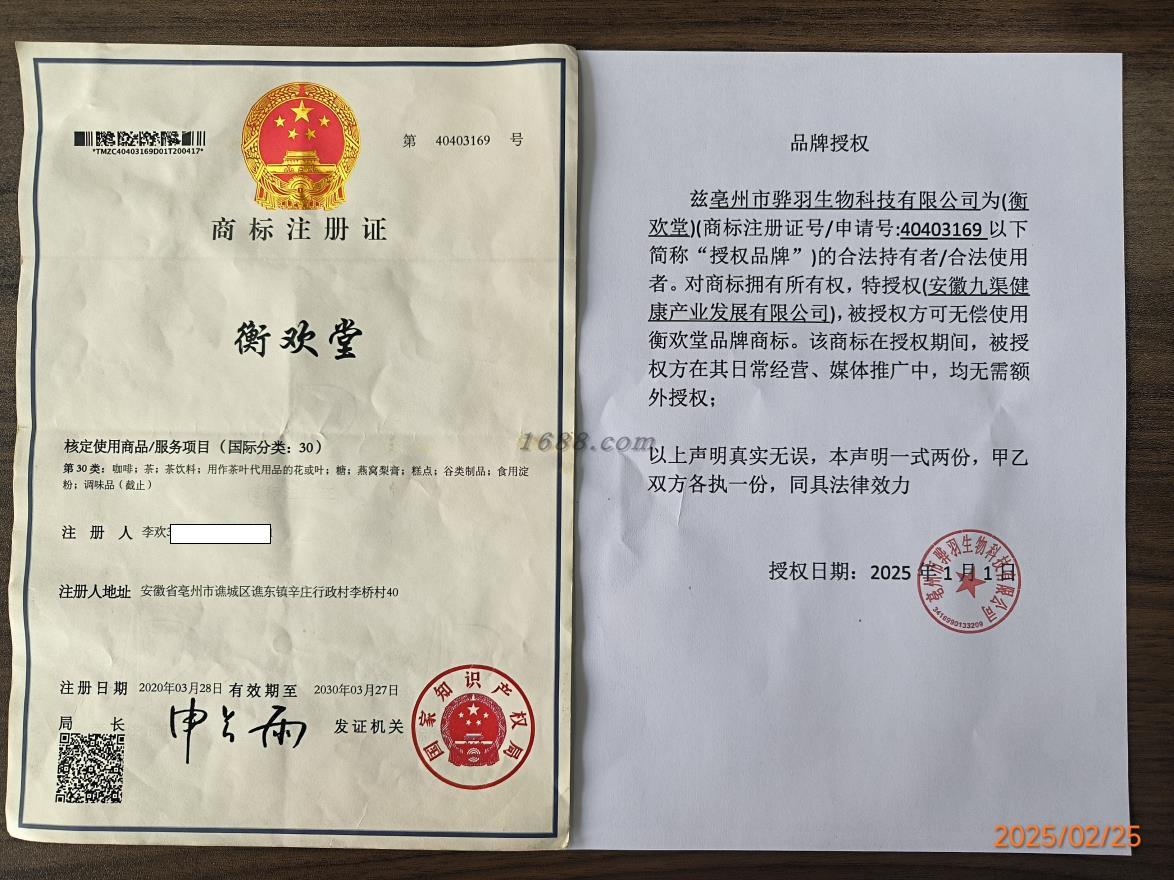 *TMZC40403169D01T200417*
第 40403169 号
商标注册证
衡欢堂
核定使用商品/服务项目（国际分类：30）
第 30 类：咖啡；茶；茶饮料；用作茶叶代用品的花或叶；糖；燕窝梨膏；糕点；谷类制品；食用淀
粉；调味品（截止）
注 册 人 李欢
注册人地址 安徽省亳州市谯城区谯东镇辛庄行政村李桥村40
注册日期 2020年03月28日 有效期至 2030年03月27日
局 长 申长雨 发证机关
国家知识产权局
品牌授权
兹亳州市骅羽生物科技有限公司为(衡
欢堂)(商标注册证号/申请号:40403169 以下
简称“授权品牌”)的合法持有者/合法使用
者。对商标拥有所有权，特授权(安徽九渠健
康产业发展有限公司)，被授权方可无偿使用
衡欢堂品牌商标。该商标在授权期间，被授
权方在其日常经营、媒体推广中，均无需额
外授权；
以上声明真实无误，本声明一式两份，甲乙
双方各执一份，同具法律效力
授权日期：2025 年 1 月 1 日
亳州市骅羽生物科技有限公司
3416990133209
1688.com
2025/02/25